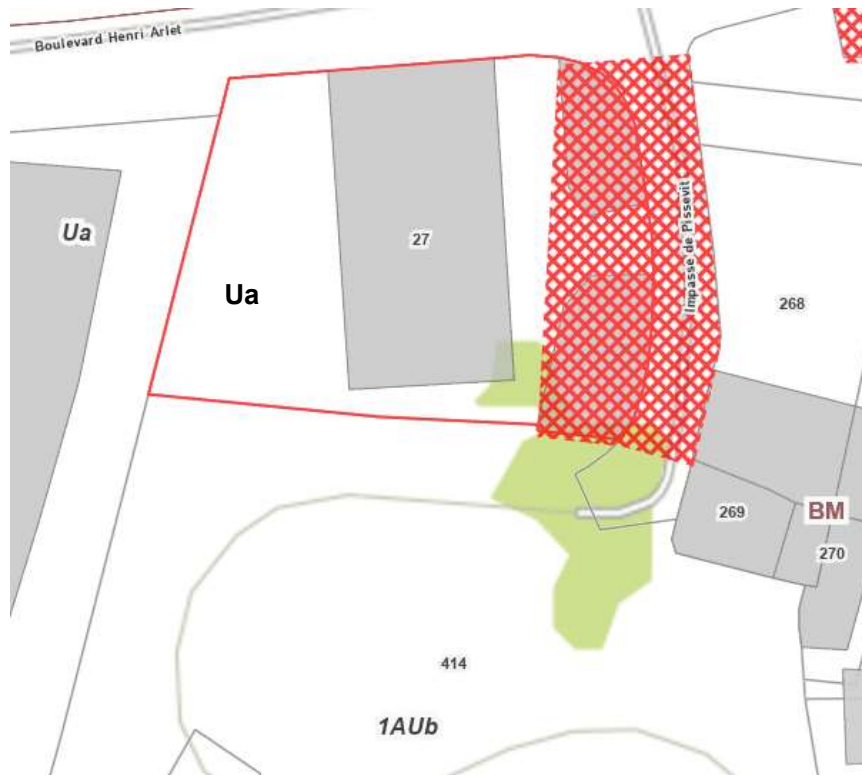 Boulevard Henri Arlet
Ua
27
Ua
Impasse de Pissevit
268
269
BM
270
414
1AUb